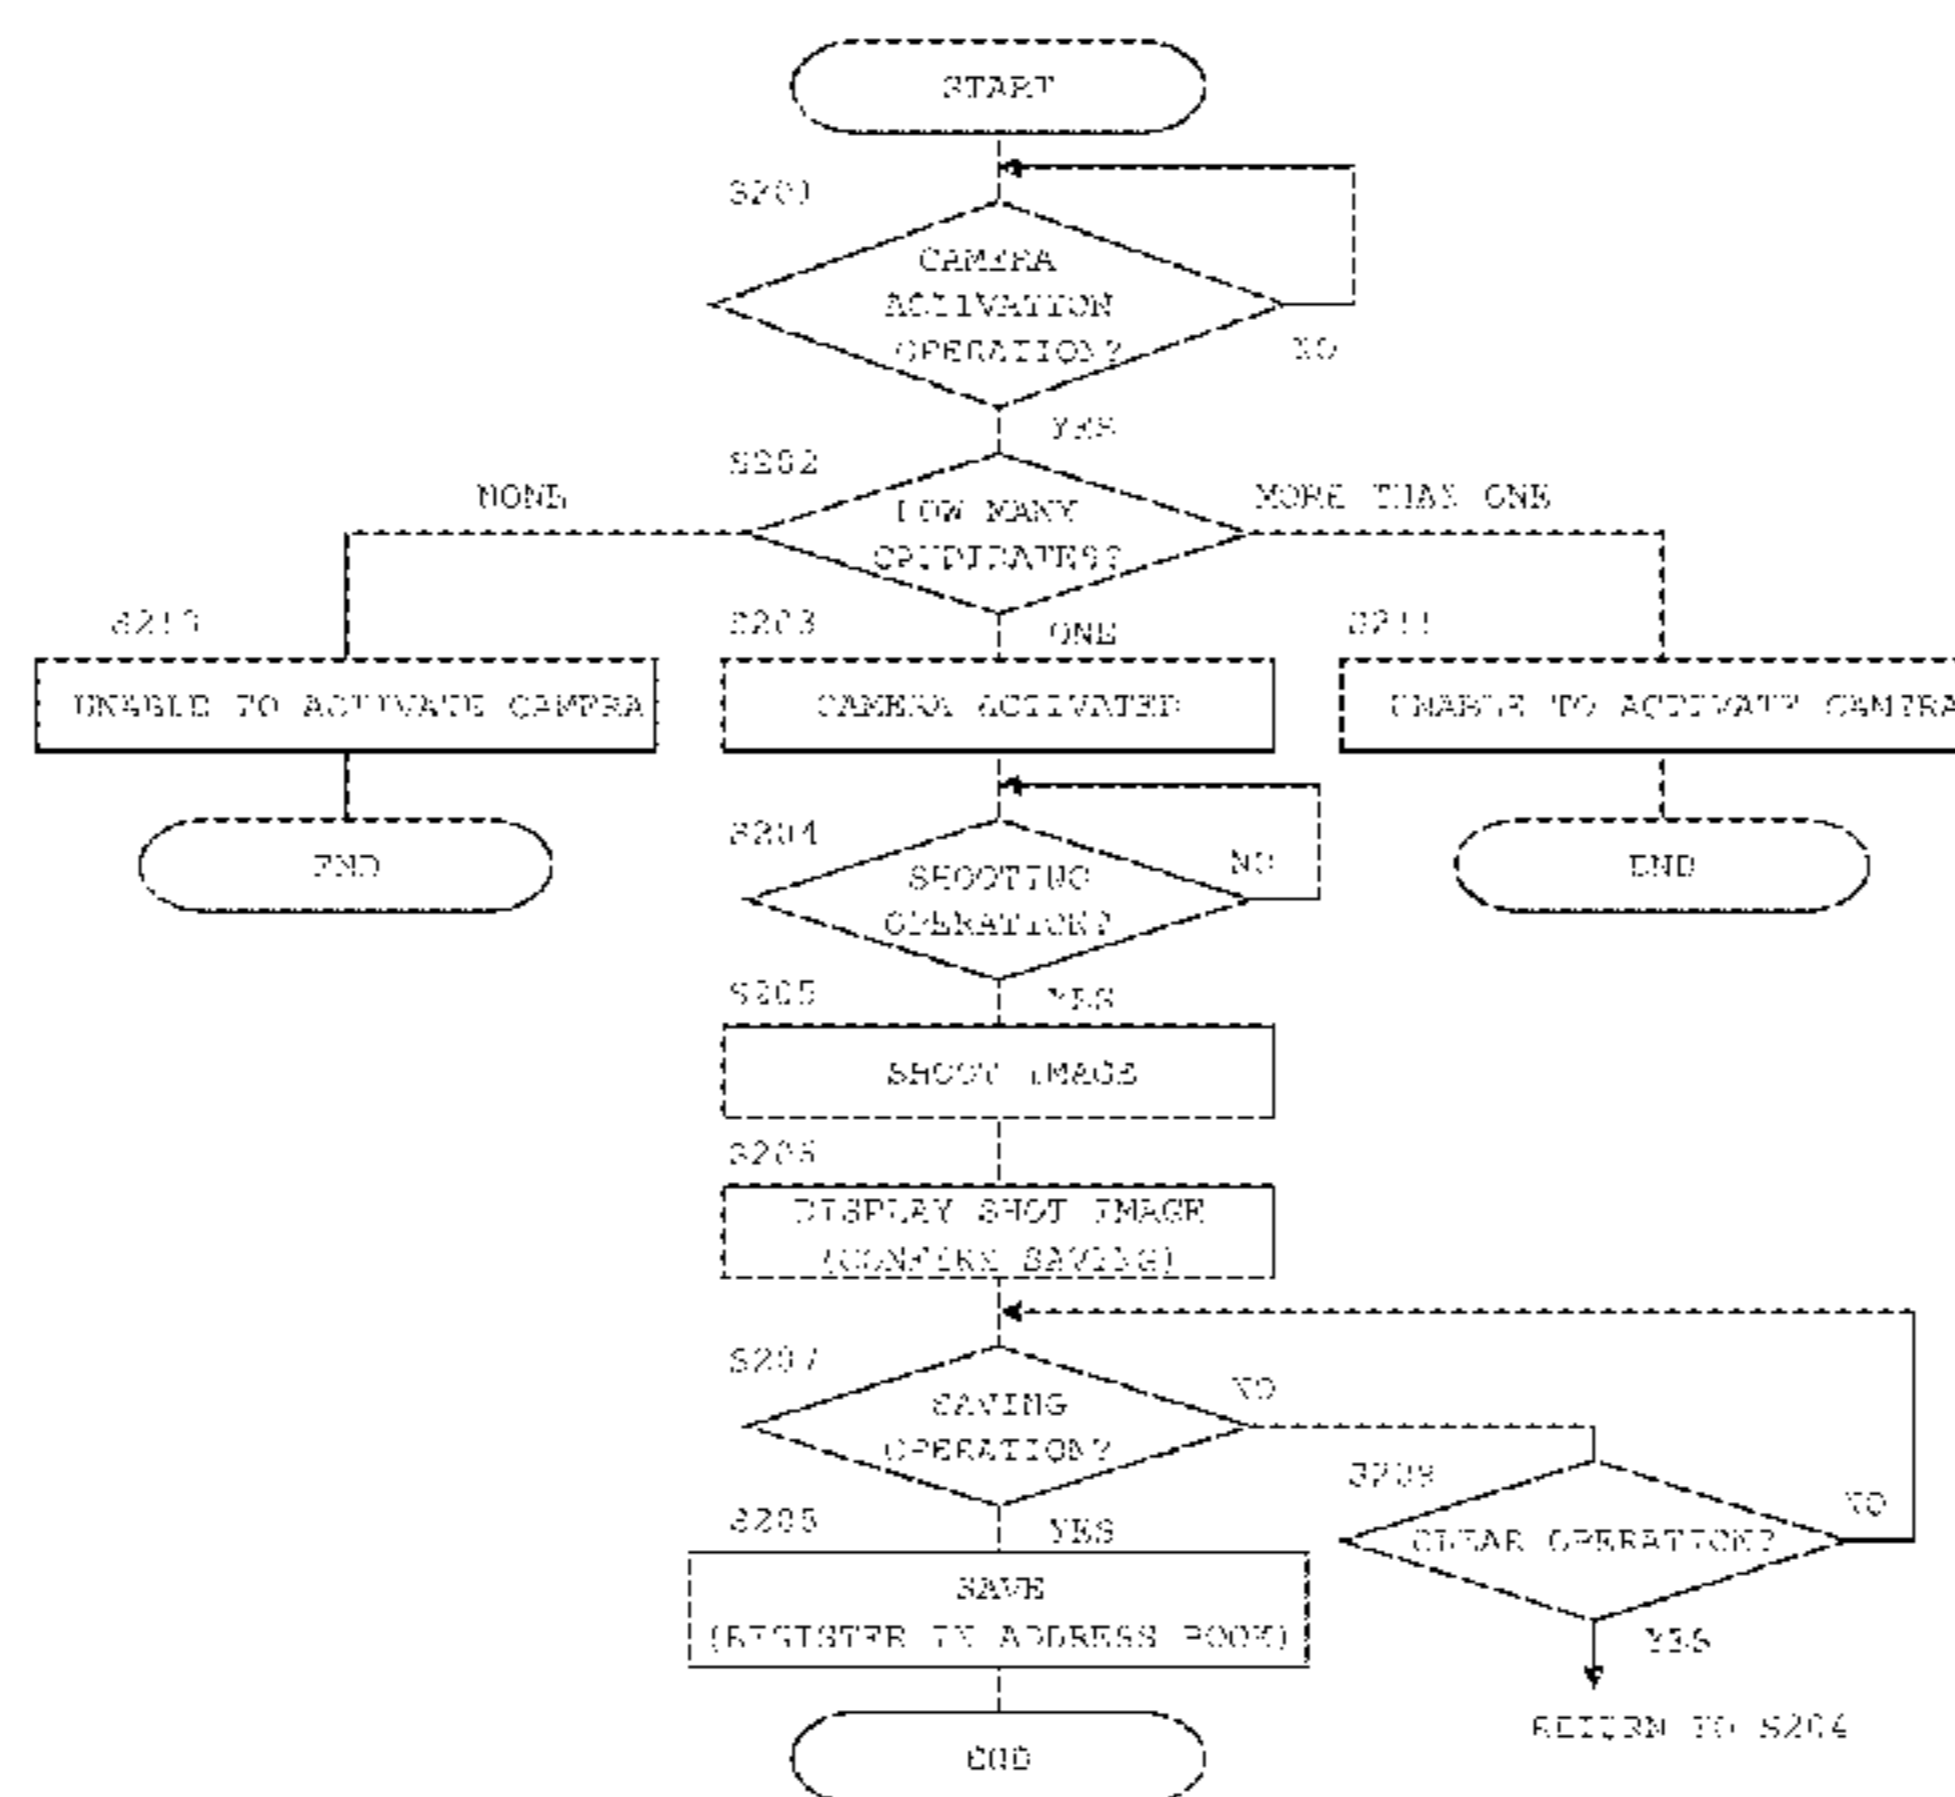 START
S201
CAMERA
ACTIVATION
OPERATION?
NO
YES
S202
NONE
HOW MANY
CANDIDATES?
MORE THAN ONE
S210
S203
ONE
S211
UNABLE TO ACTIVATE CAMERA
CAMERA ACTIVATED
UNABLE TO ACTIVATE CAMERA
S204
SHOOTING
OPERATION?
NO
END
END
S205
YES
SHOOT IMAGE
S206
DISPLAY SHOT IMAGE
(CONFIRM SAVING)
S207
SAVING
OPERATION?
NO
S209
CLEAR OPERATION?
NO
S208
YES
SAVE
(REGISTER IN ADDRESS BOOK)
YES
RETURN TO S204
END